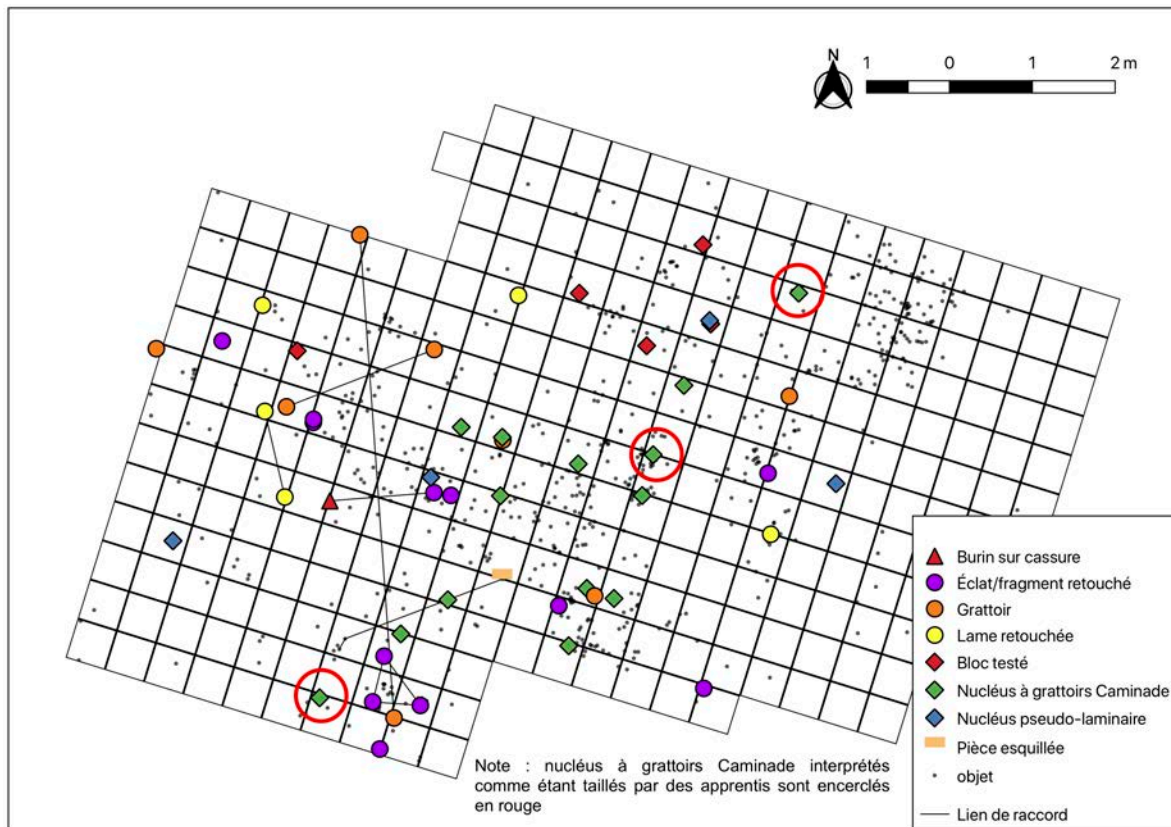 N
1 0 1 2 m
Burin sur cassure
Éclat/fragment retouché
Grattoir
Lame retouchée
Bloc testé
Nucléus à grattoirs Caminade
Nucléus pseudo-laminaire
Pièce esquillée
objet
Lien de raccord
Note : nucléus à grattoirs Caminade interprétés
comme étant taillés par des apprentis sont encerclés
en rouge